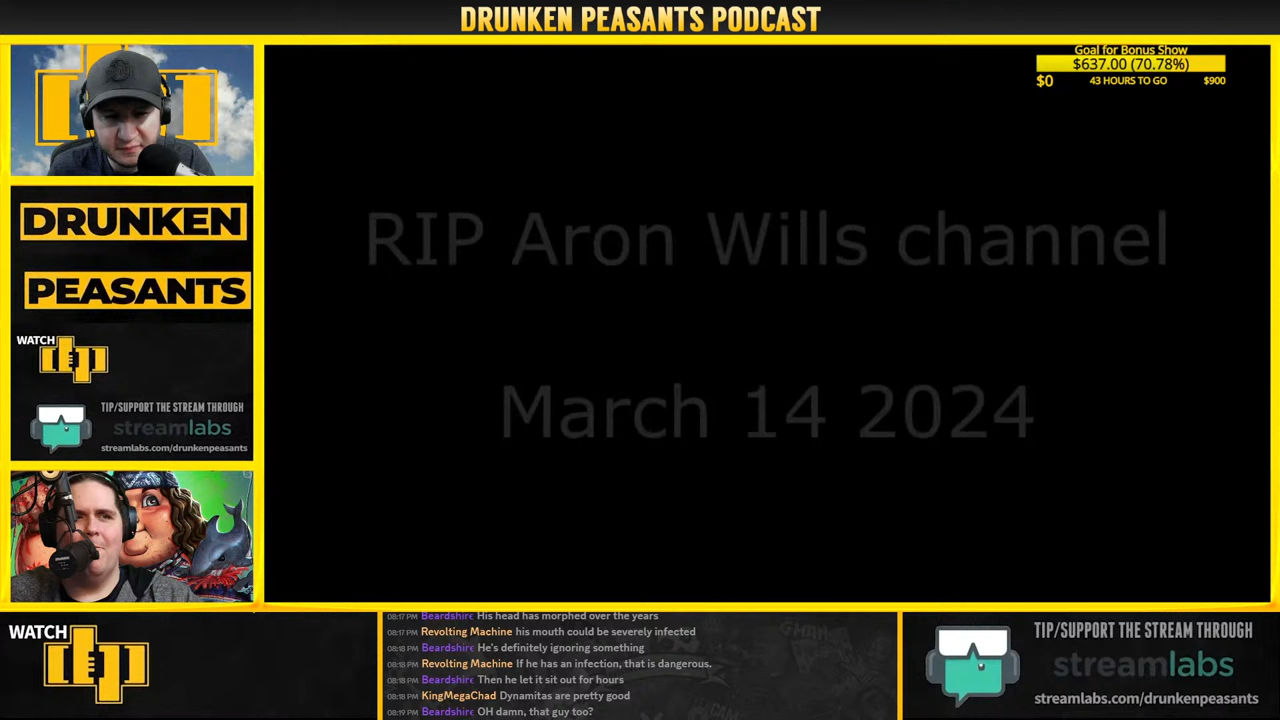 DRUNKEN PEASANTS PODCAST
Goal for Bonus Show
$637.00 (70.78%)
$0 43 HOURS TO GO $900
RIP Aron Wills channel
March 14 2024
DRUNKEN
PEASANTS
WATCH
TIP/SUPPORT THE STREAM THROUGH
streamlabs
streamlabs.com/drunkenpeasants
WATCH
08:17 PM Beardshire His head has morphed over the years
08:17 PM Revolting Machine his mouth could be severely infected
08:18 PM Beardshire He's definitely ignoring something
08:18 PM Revolting Machine If he has an infection, that is dangerous.
08:18 PM Beardshire Then he let it sit out for hours
08:18 PM KingMegaChad Dynamitas are pretty good
08:19 PM Beardshire OH damn, that guy too?
TIP/SUPPORT THE STREAM THROUGH
streamlabs
streamlabs.com/drunkenpeasants